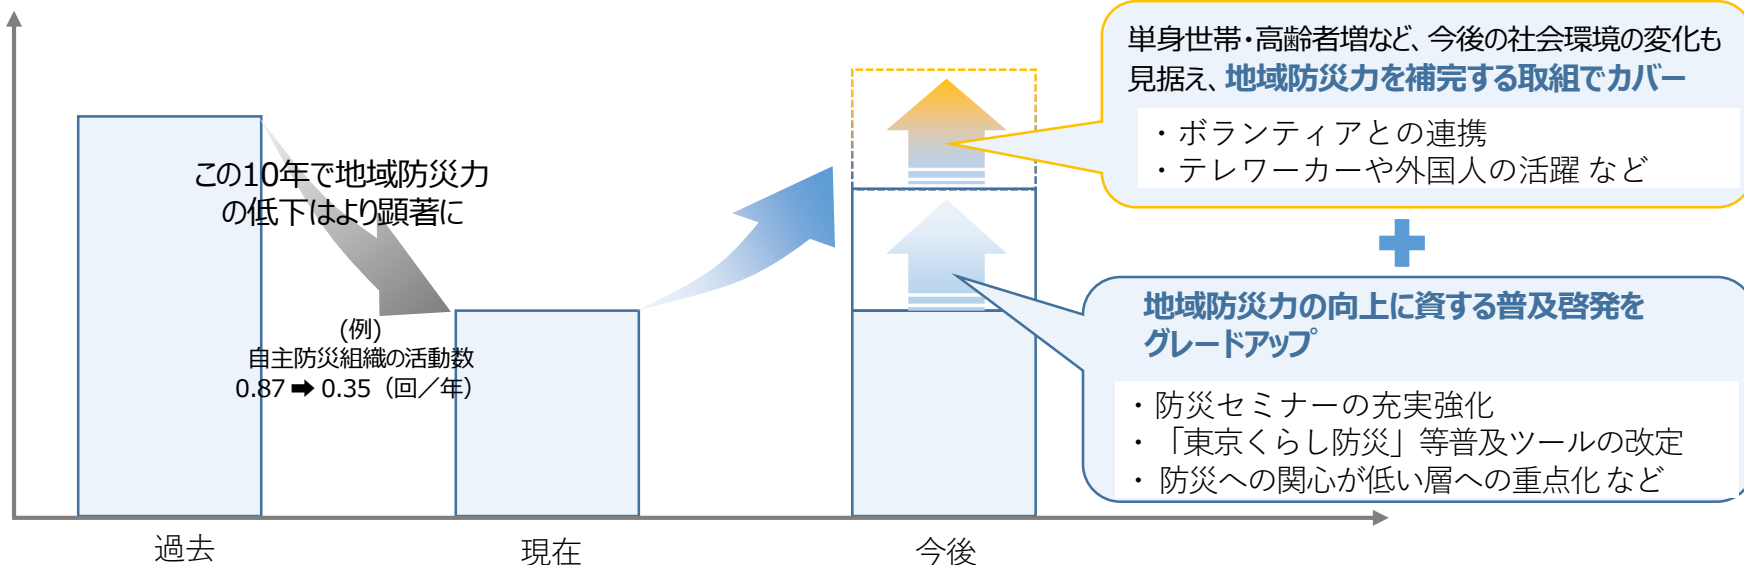 単身世帯・高齢者増など、今後の社会環境の変化も
見据え、地域防災力を補完する取組でカバー
・ボランティアとの連携
・テレワーカーや外国人の活躍 など
この10年で地域防災力
の低下はより顕著に
(例)
自主防災組織の活動数
0.87 ➡ 0.35（回／年）
地域防災力の向上に資する普及啓発を
グレードアップ
・防災セミナーの充実強化
・「東京くらし防災」等普及ツールの改定
・ 防災への関心が低い層への重点化 など
過去
現在
今後